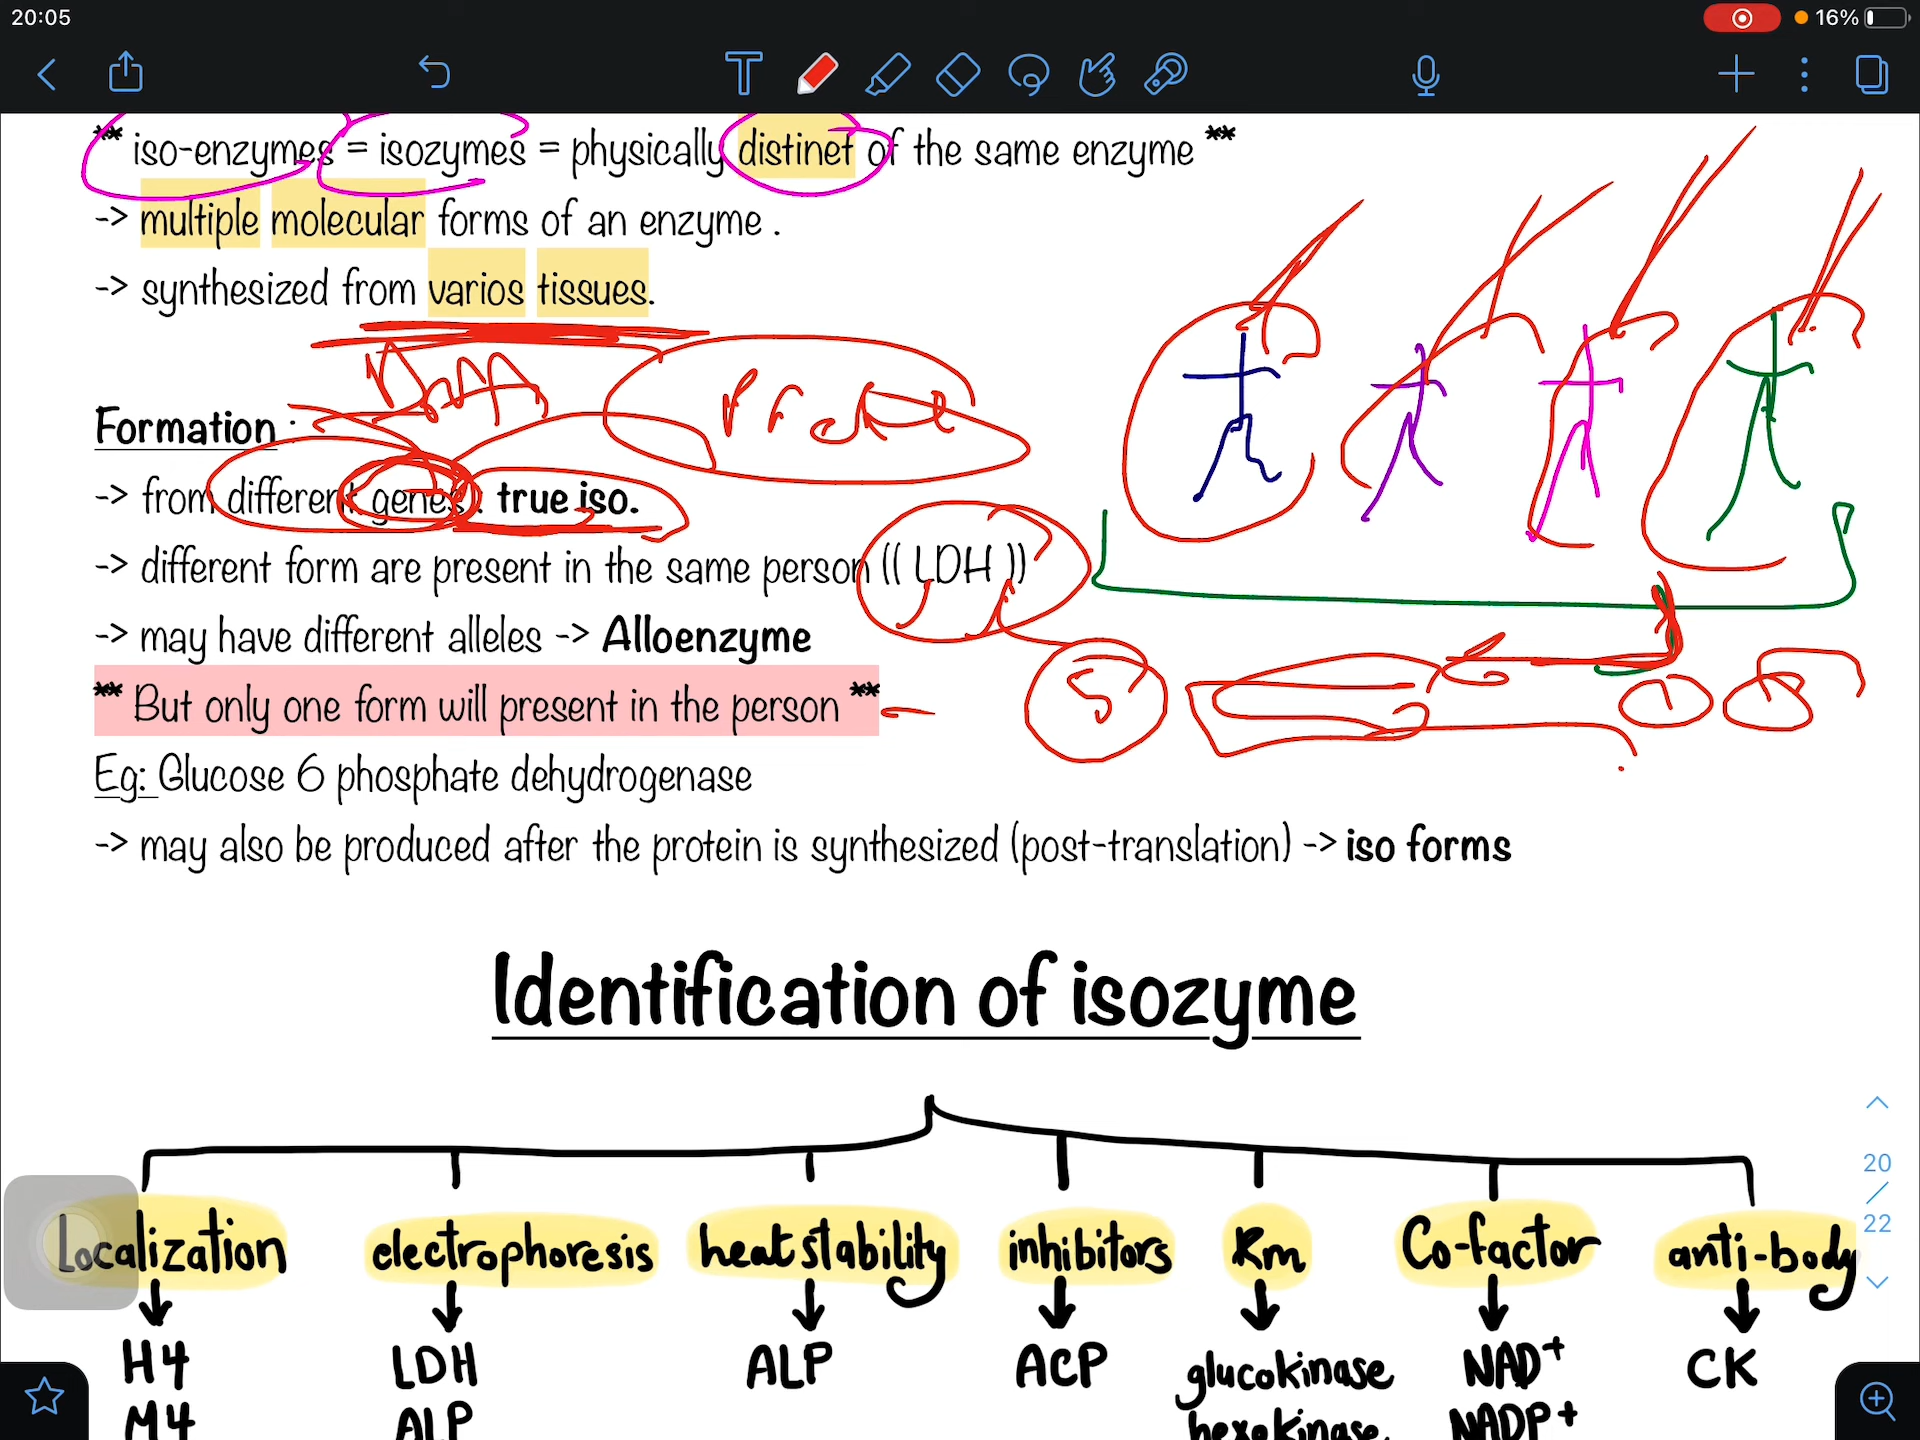 20:05
16%
** iso-enzymes = isozymes = physically distinet of the same enzyme **
-> multiple molecular forms of an enzyme .
-> synthesized from varios tissues.
Formation :
-> from different genes : true iso.
-> different form are present in the same person (( LDH ))
-> may have different alleles -> Alloenzyme
5
1
** But only one form will present in the person **
Eg: Glucose 6 phosphate dehydrogenase
-> may also be produced after the protein is synthesized (post-translation) -> iso forms
Identification of isozyme
20
/
22
Localization electrophoresis heat stability inhibitors Km Co-factor anti-body
H4 LDH ALP ACP glucokinase NAD+ CK
M4 ALP hexokinase NADP+